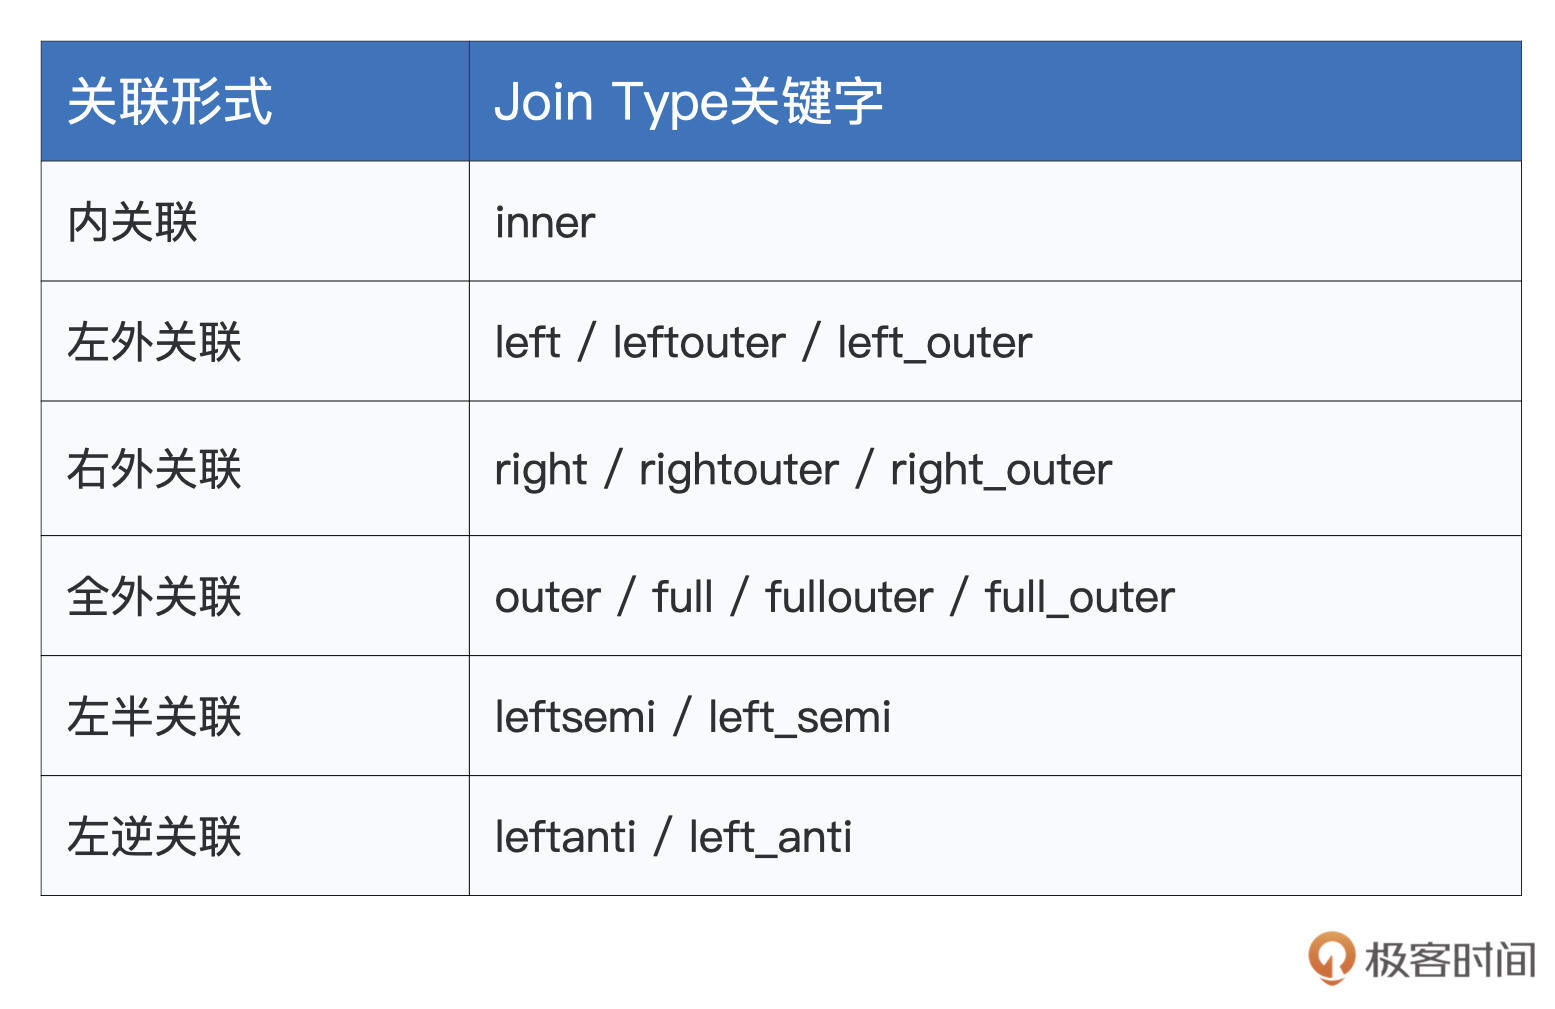 关联形式 Join Type关键字
内关联 inner
左外关联 left / leftouter / left_outer
右外关联 right / rightouter / right_outer
全外关联 outer / full / fullouter / full_outer
左半关联 leftsemi / left_semi
左逆关联 leftanti / left_anti
极客时间